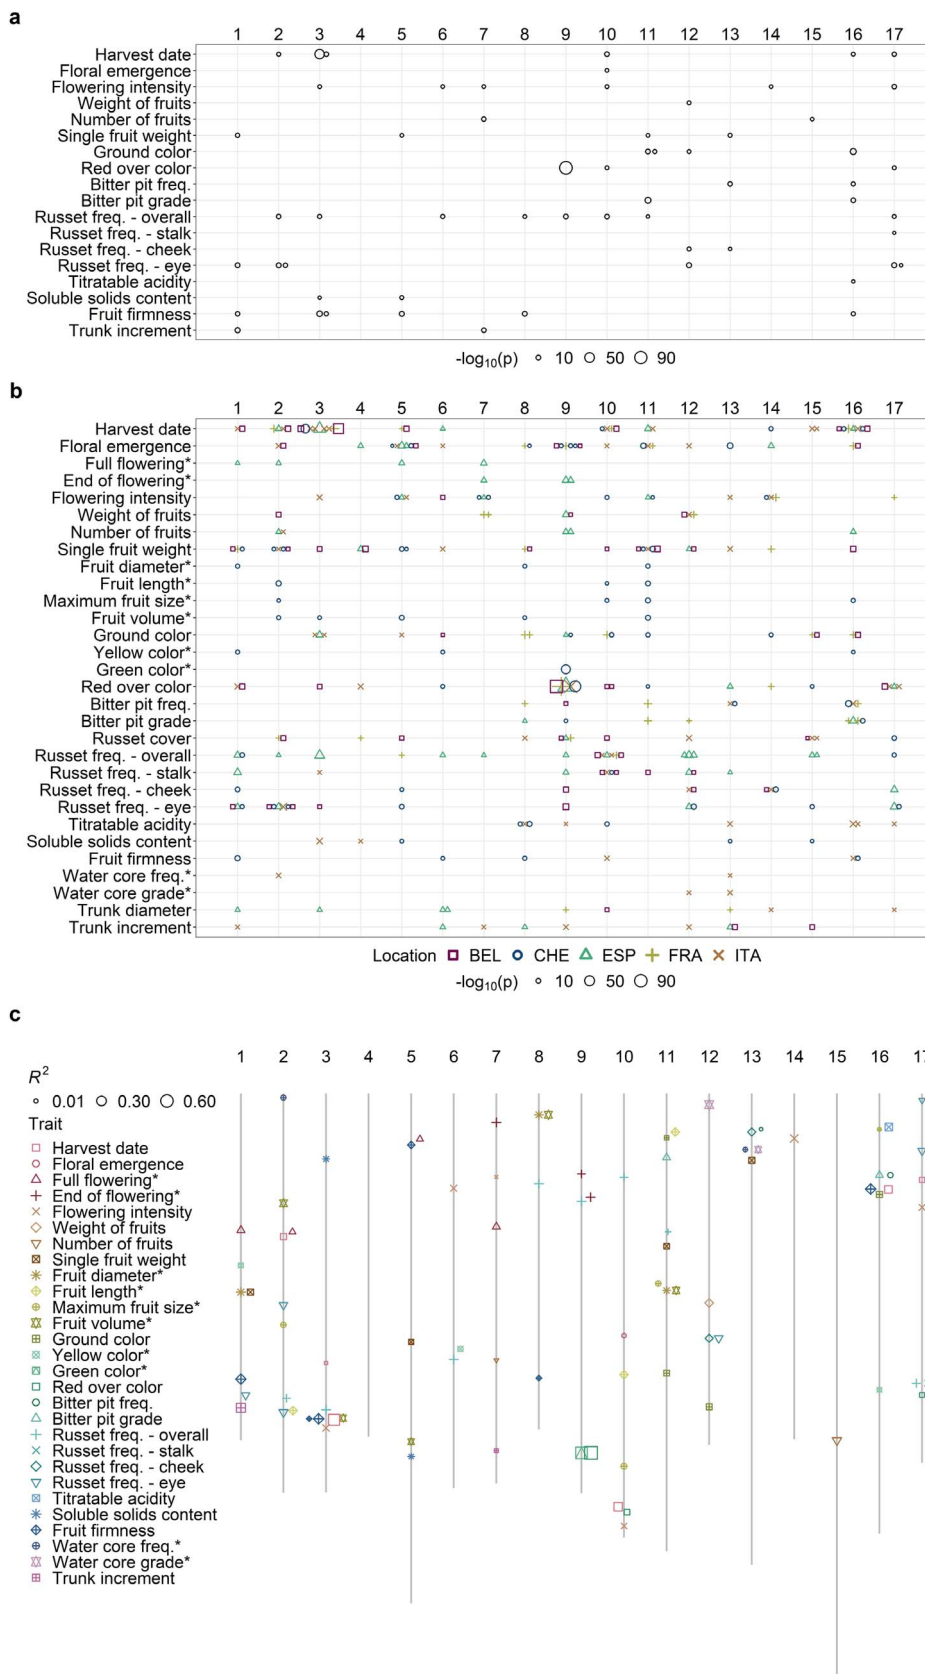 a
1 2 3 4 5 6 7 8 9 10 11 12 13 14 15 16 17
Harvest date
Floral emergence
Flowering intensity
Weight of fruits
Number of fruits
Single fruit weight
Ground color
Red over color
Bitter pit freq.
Bitter pit grade
Russet freq. - overall
Russet freq. - stalk
Russet freq. - cheek
Russet freq. - eye
Titratable acidity
Soluble solids content
Fruit firmness
Trunk increment
-log10(p) 10 50 90
b
1 2 3 4 5 6 7 8 9 10 11 12 13 14 15 16 17
Harvest date
Floral emergence
Full flowering*
End of flowering*
Flowering intensity
Weight of fruits
Number of fruits
Single fruit weight
Fruit diameter*
Fruit length*
Maximum fruit size*
Fruit volume*
Ground color
Yellow color*
Green color*
Red over color
Bitter pit freq.
Bitter pit grade
Russet cover
Russet freq. - overall
Russet freq. - stalk
Russet freq. - cheek
Russet freq. - eye
Titratable acidity
Soluble solids content
Fruit firmness
Water core freq.*
Water core grade*
Trunk diameter
Trunk increment
Location BEL CHE ESP FRA ITA
-log10(p) 10 50 90
c
1 2 3 4 5 6 7 8 9 10 11 12 13 14 15 16 17
R²
0.01 0.30 0.60
Trait
Harvest date
Floral emergence
Full flowering*
End of flowering*
Flowering intensity
Weight of fruits
Number of fruits
Single fruit weight
Fruit diameter*
Fruit length*
Maximum fruit size*
Fruit volume*
Ground color
Yellow color*
Green color*
Red over color
Bitter pit freq.
Bitter pit grade
Russet freq. - overall
Russet freq. - stalk
Russet freq. - cheek
Russet freq. - eye
Titratable acidity
Soluble solids content
Fruit firmness
Water core freq.*
Water core grade*
Trunk increment